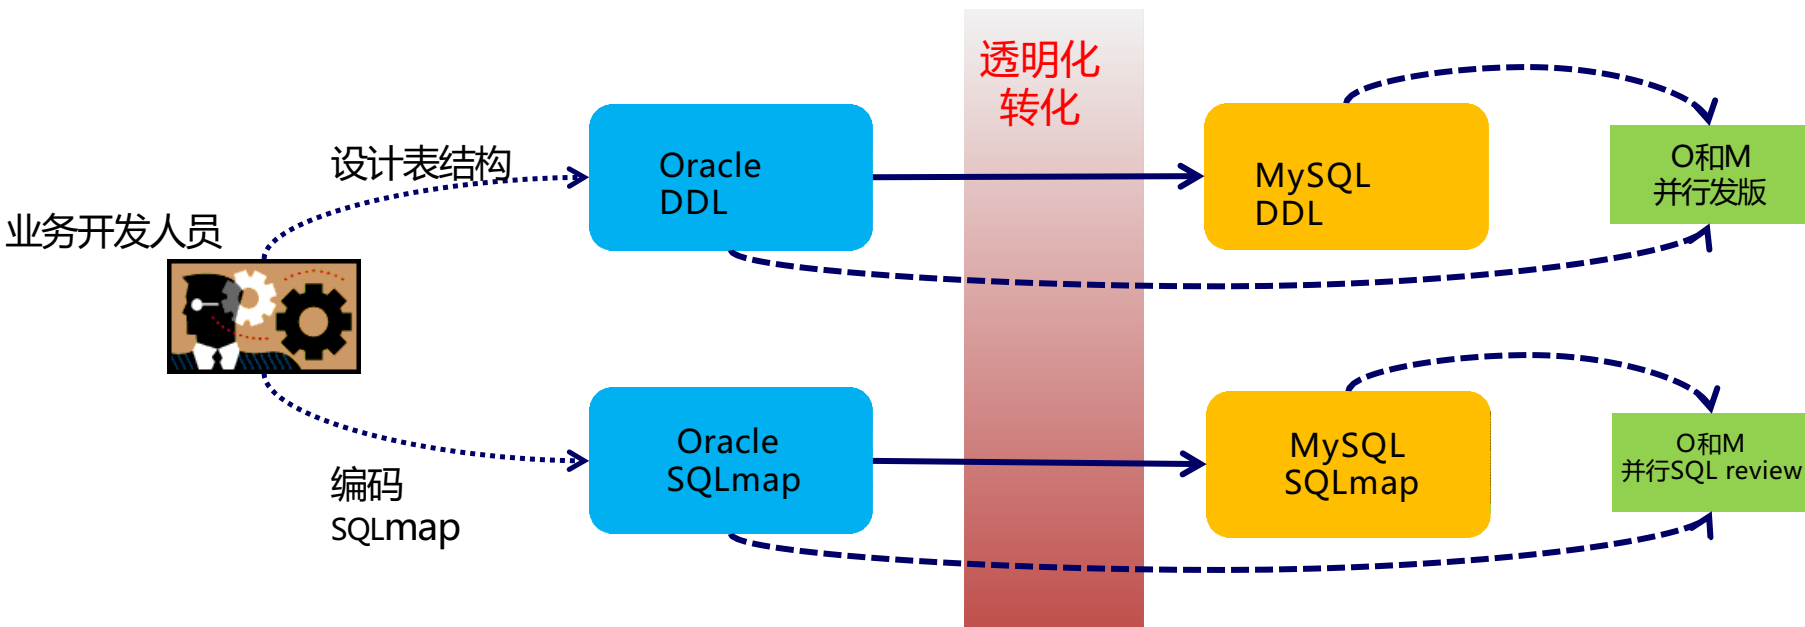 透明化
转化
设计表结构
业务开发人员
Oracle
DDL
MySQL
DDL
O和M
并行发版
编码
SQLmap
Oracle
SQLmap
MySQL
SQLmap
O和M
并行SQL review